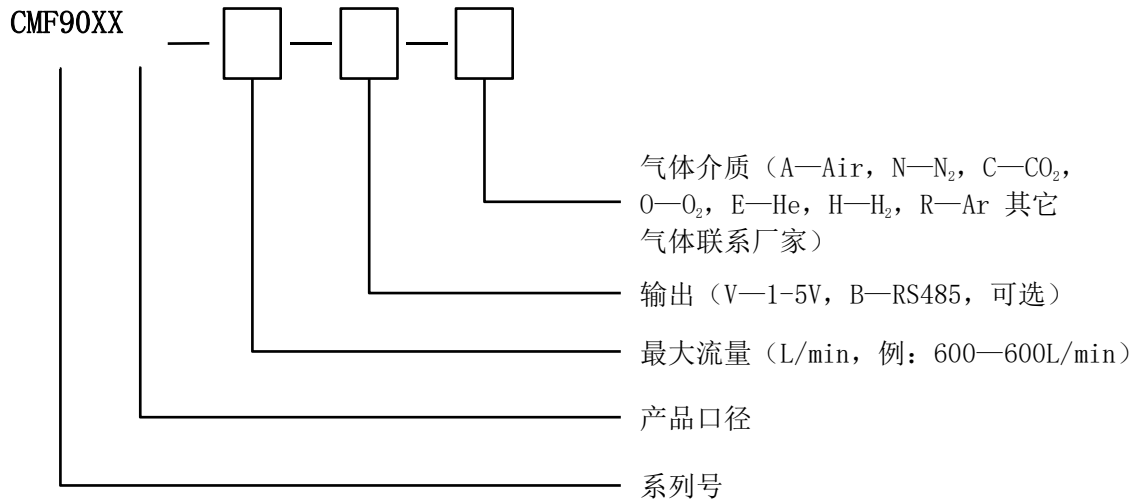 CMF90XX
气体介质（A—Air，N—N₂，C—CO₂，
O—O₂，E—He，H—H₂，R—Ar 其它
气体联系厂家）
输出（V—1-5V，B—RS485，可选）
最大流量（L/min，例：600—600L/min）
产品口径
系列号